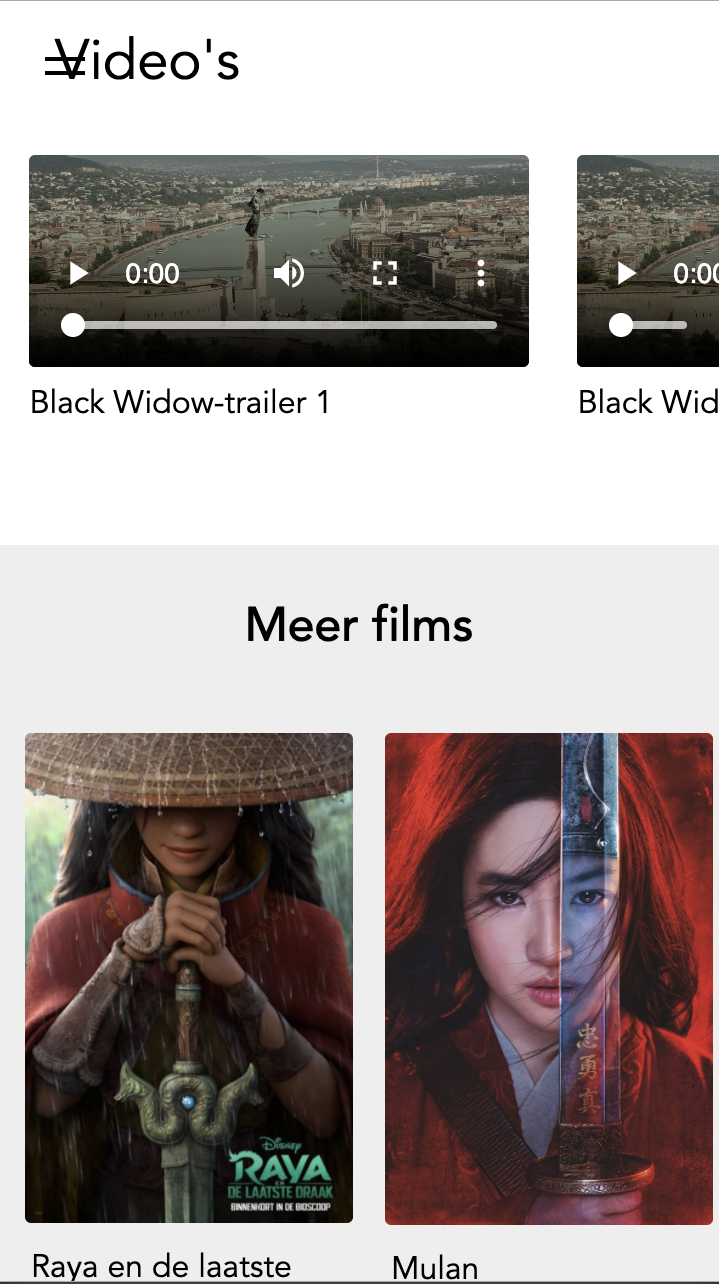 Video's
0:00
0:00
Black Widow-trailer 1
Black Wid
Meer films
忠
勇
真
Disney
RAYA
EN
DE LAATSTE DRAAK
BINNENKORT IN DE BIOSCOOP
Raya en de laatste
Mulan